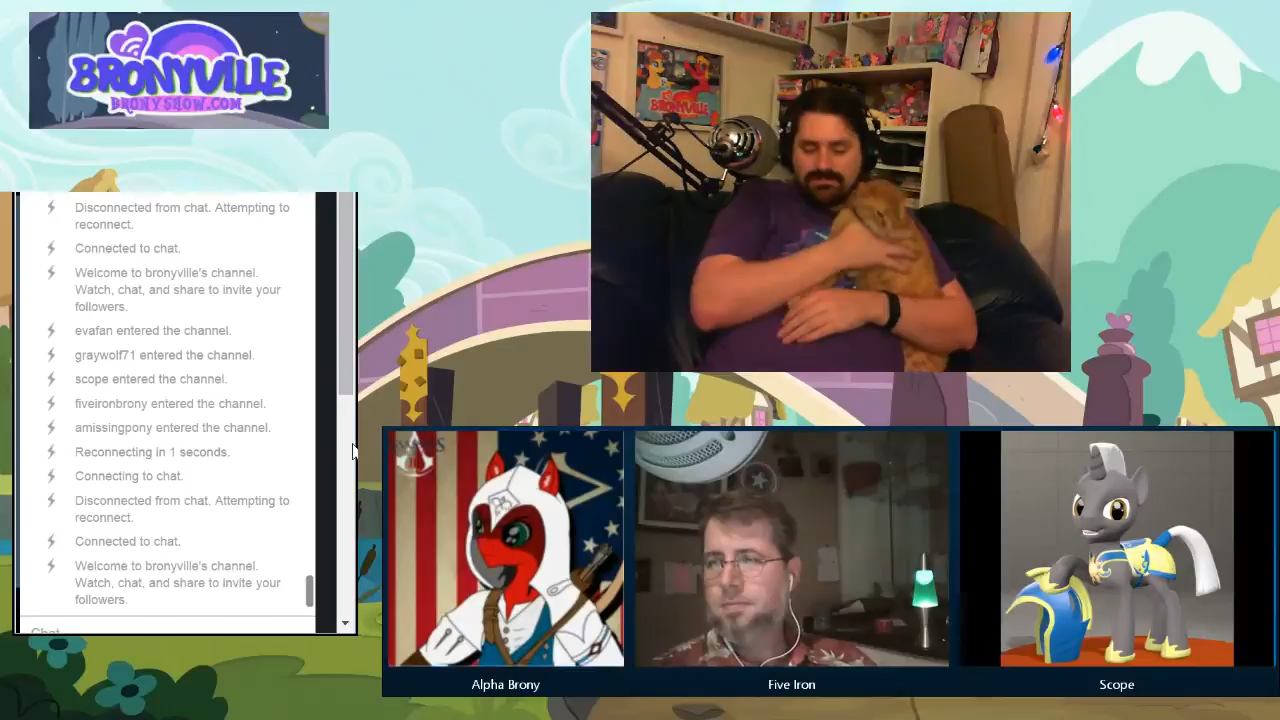 BRONYVILLE
BRONYSHOW.COM
BRONYVILLE
Disconnected from chat. Attempting to
reconnect.
Connected to chat.
Welcome to bronyville's channel.
Watch, chat, and share to invite your
followers.
evafan entered the channel.
graywolf71 entered the channel.
scope entered the channel.
fiveironbrony entered the channel.
amissingpony entered the channel.
Reconnecting in 1 seconds.
Connecting to chat.
Disconnected from chat. Attempting to
reconnect.
Connected to chat.
Welcome to bronyville's channel.
Watch, chat, and share to invite your
followers.
Chat
Alpha Brony
Five Iron
Scope